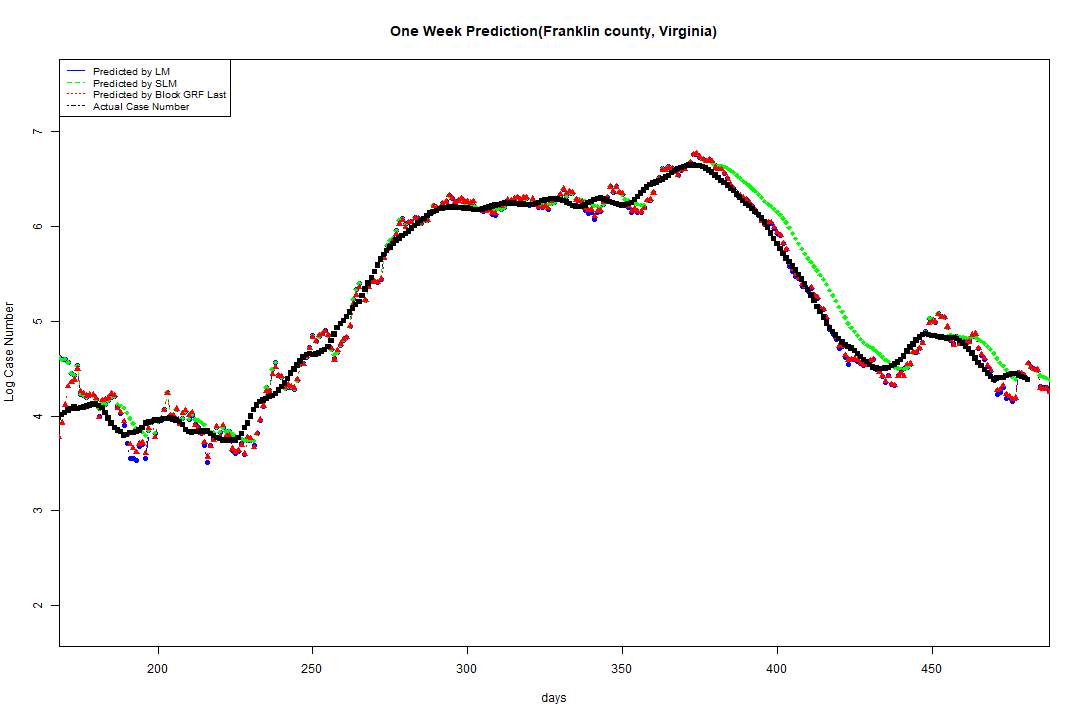 One Week Prediction(Franklin county, Virginia)
Predicted by LM
Predicted by SLM
Predicted by Block GRF Last
Actual Case Number
7
6
5
4
3
2
Log Case Number
200 250 300 350 400 450
days